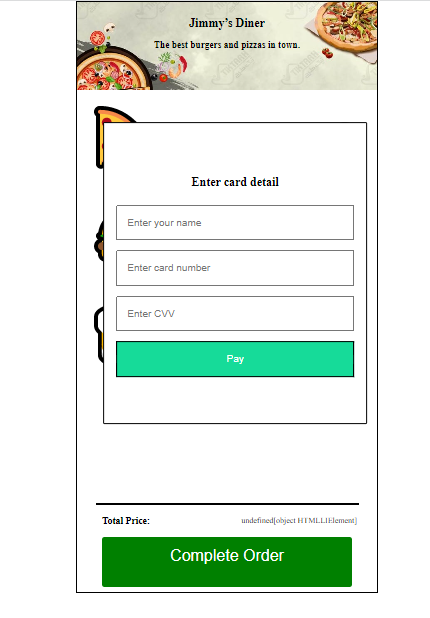 Jimmy's Diner
The best burgers and pizzas in town.
Enter card detail
Enter your name
Enter card number
Enter CVV
Pay
Total Price:
undefined[object HTMLLIElement]
Complete Order